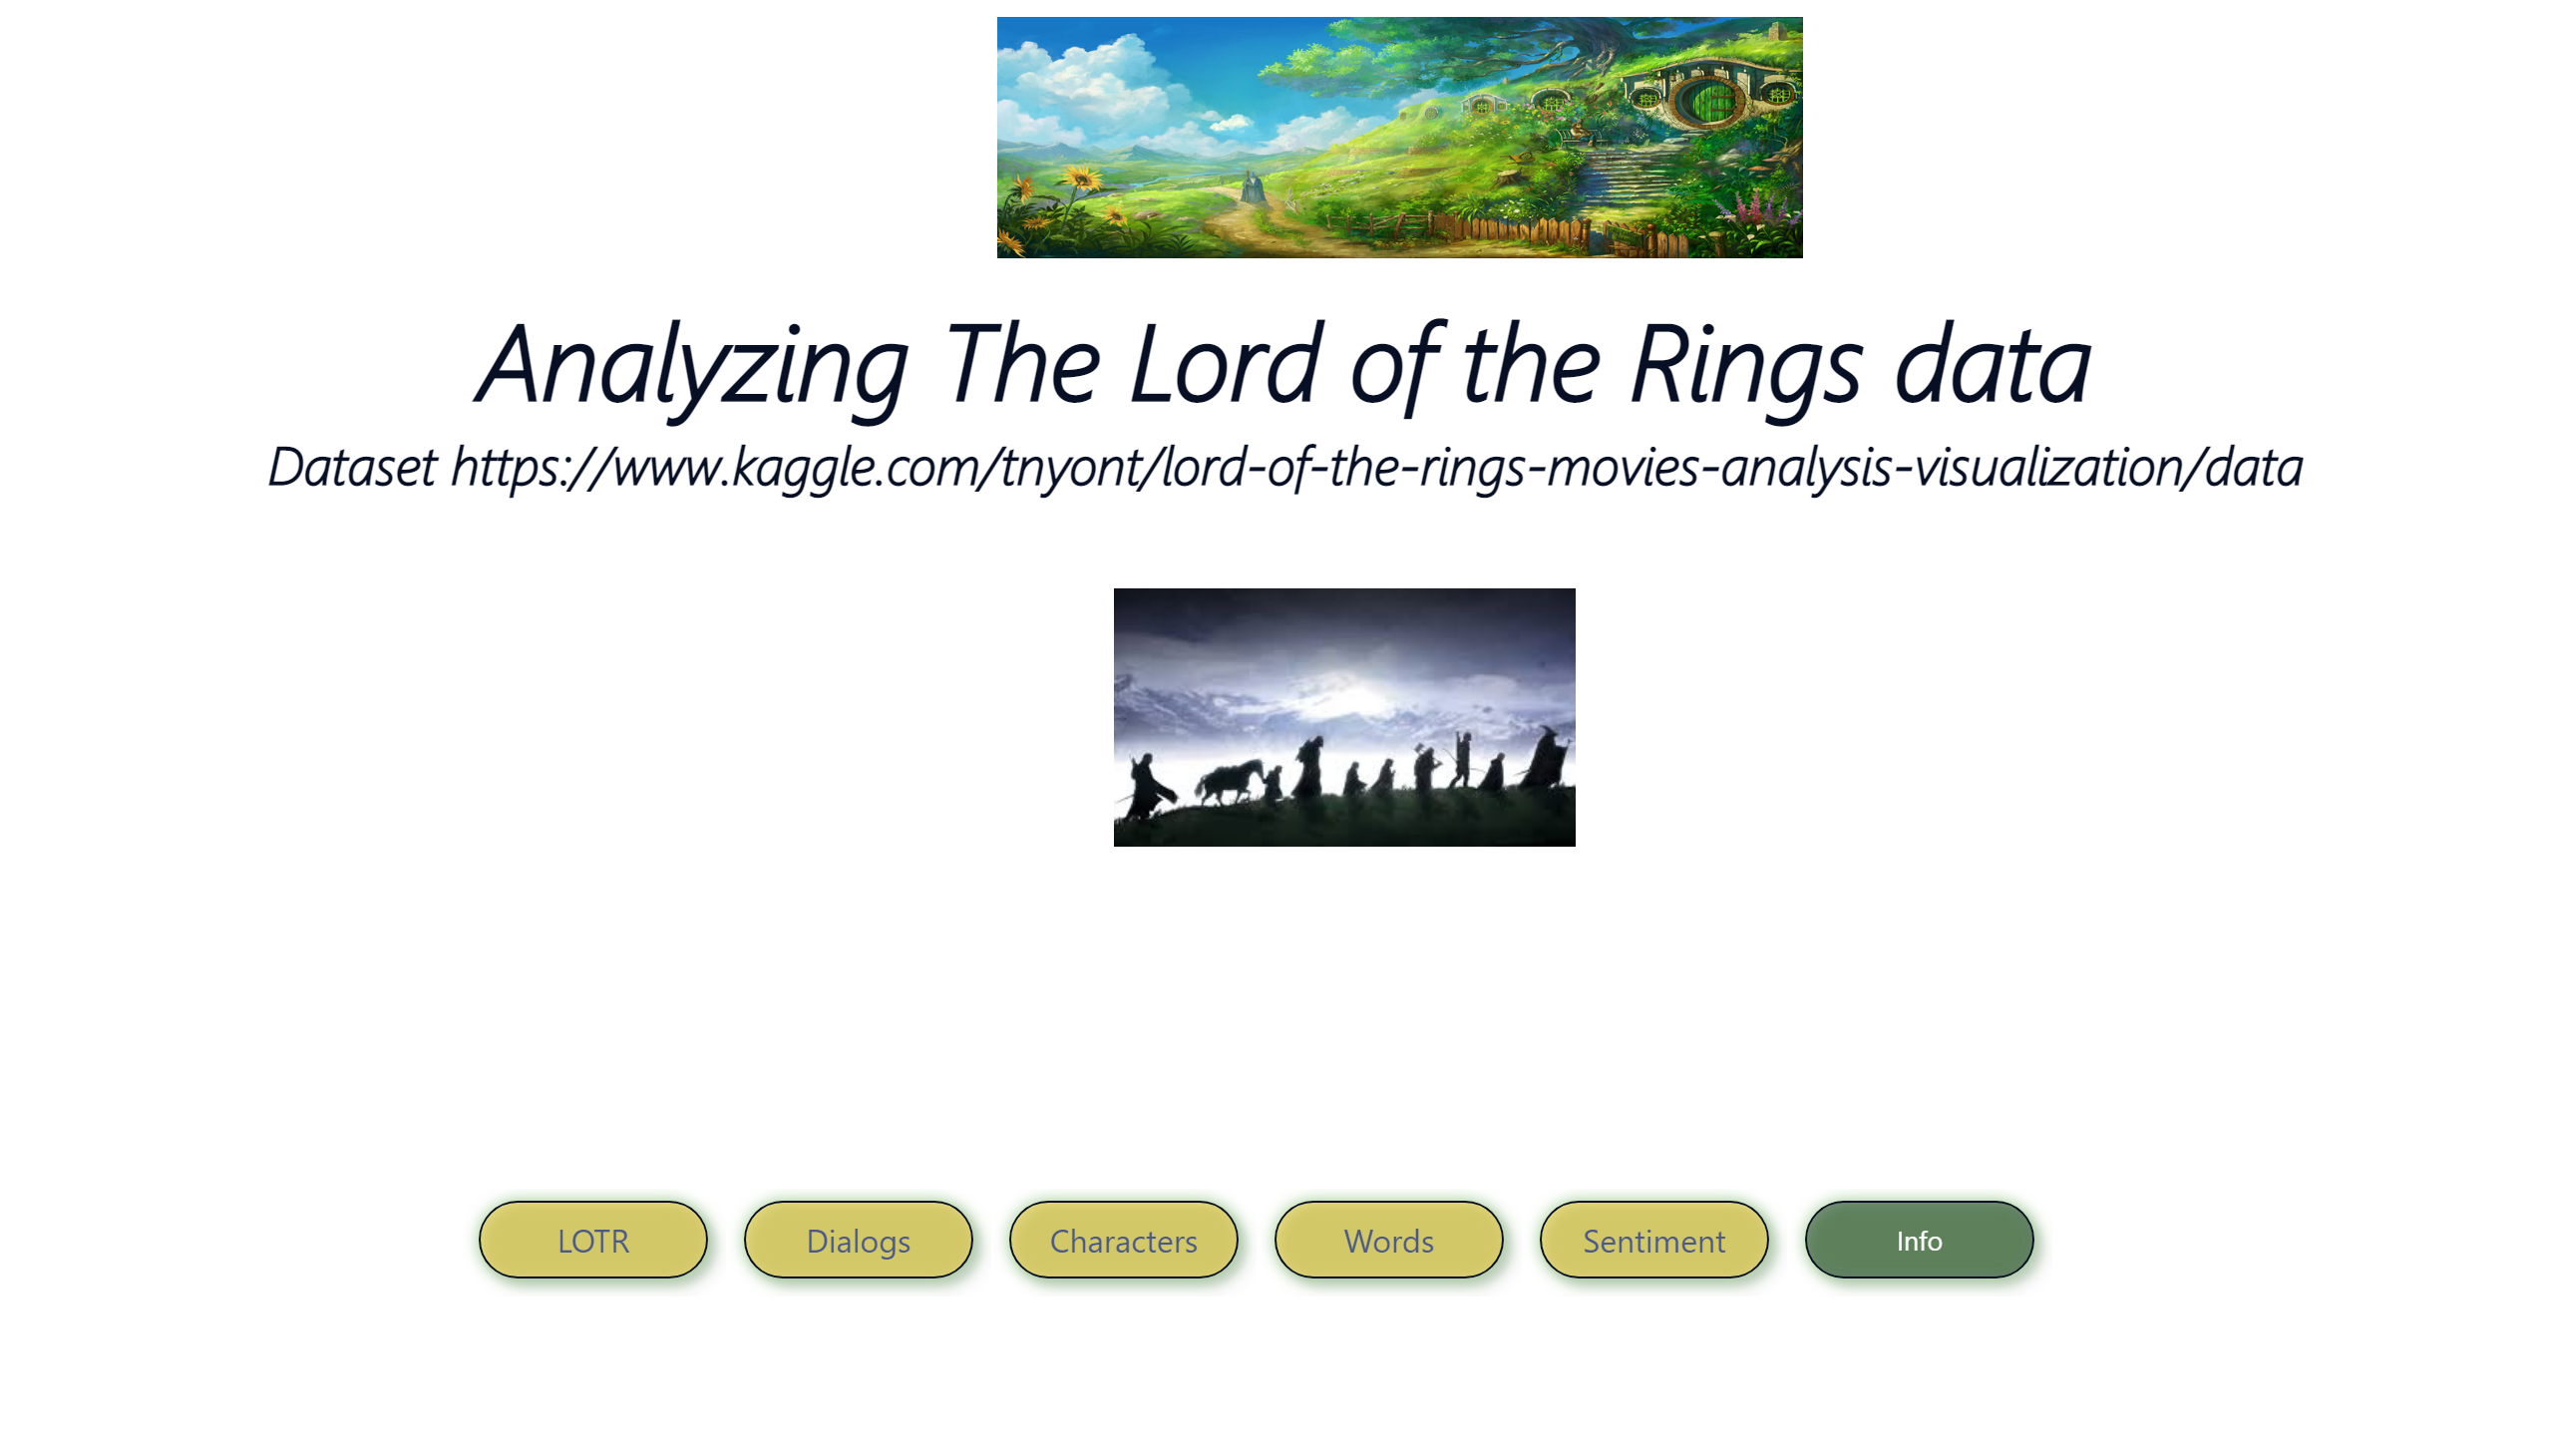 Analyzing The Lord of the Rings data
Dataset https://www.kaggle.com/tnyont/lord-of-the-rings-movies-analysis-visualization/data
LOTR
Dialogs
Characters
Words
Sentiment
Info